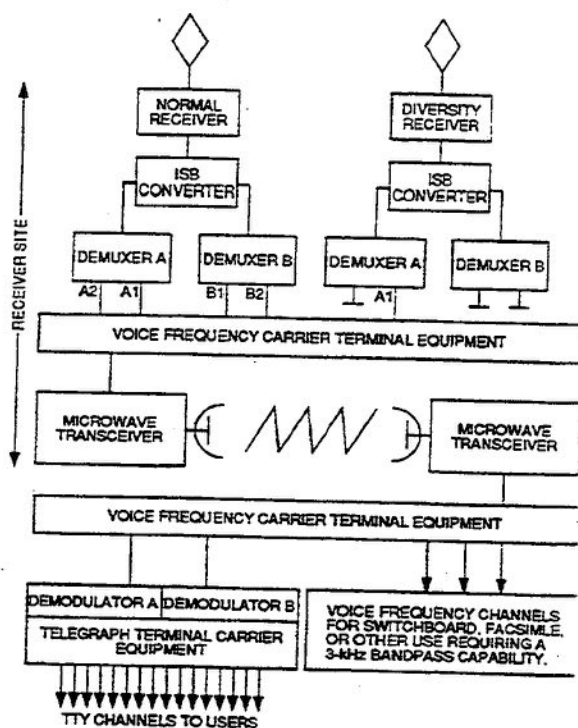 NORMAL
RECEIVER
DIVERSITY
RECEIVER
ISB
CONVERTER
ISB
CONVERTER
DEMUXER A
DEMUXER B
DEMUXER A
DEMUXER B
A2
A1
B1
B2
A1
VOICE FREQUENCY CARRIER TERMINAL EQUIPMENT
RECEIVER SITE
MICROWAVE
TRANSCEIVER
MICROWAVE
TRANSCEIVER
VOICE FREQUENCY CARRIER TERMINAL EQUIPMENT
DEMODULATOR A
DEMODULATOR B
TELEGRAPH TERMINAL CARRIER
EQUIPMENT
VOICE FREQUENCY CHANNELS
FOR SWITCHBOARD, FACSIMILE,
OR OTHER USE REQUIRING A
3-kHz BANDPASS CAPABILITY.
TTY CHANNELS TO USERS